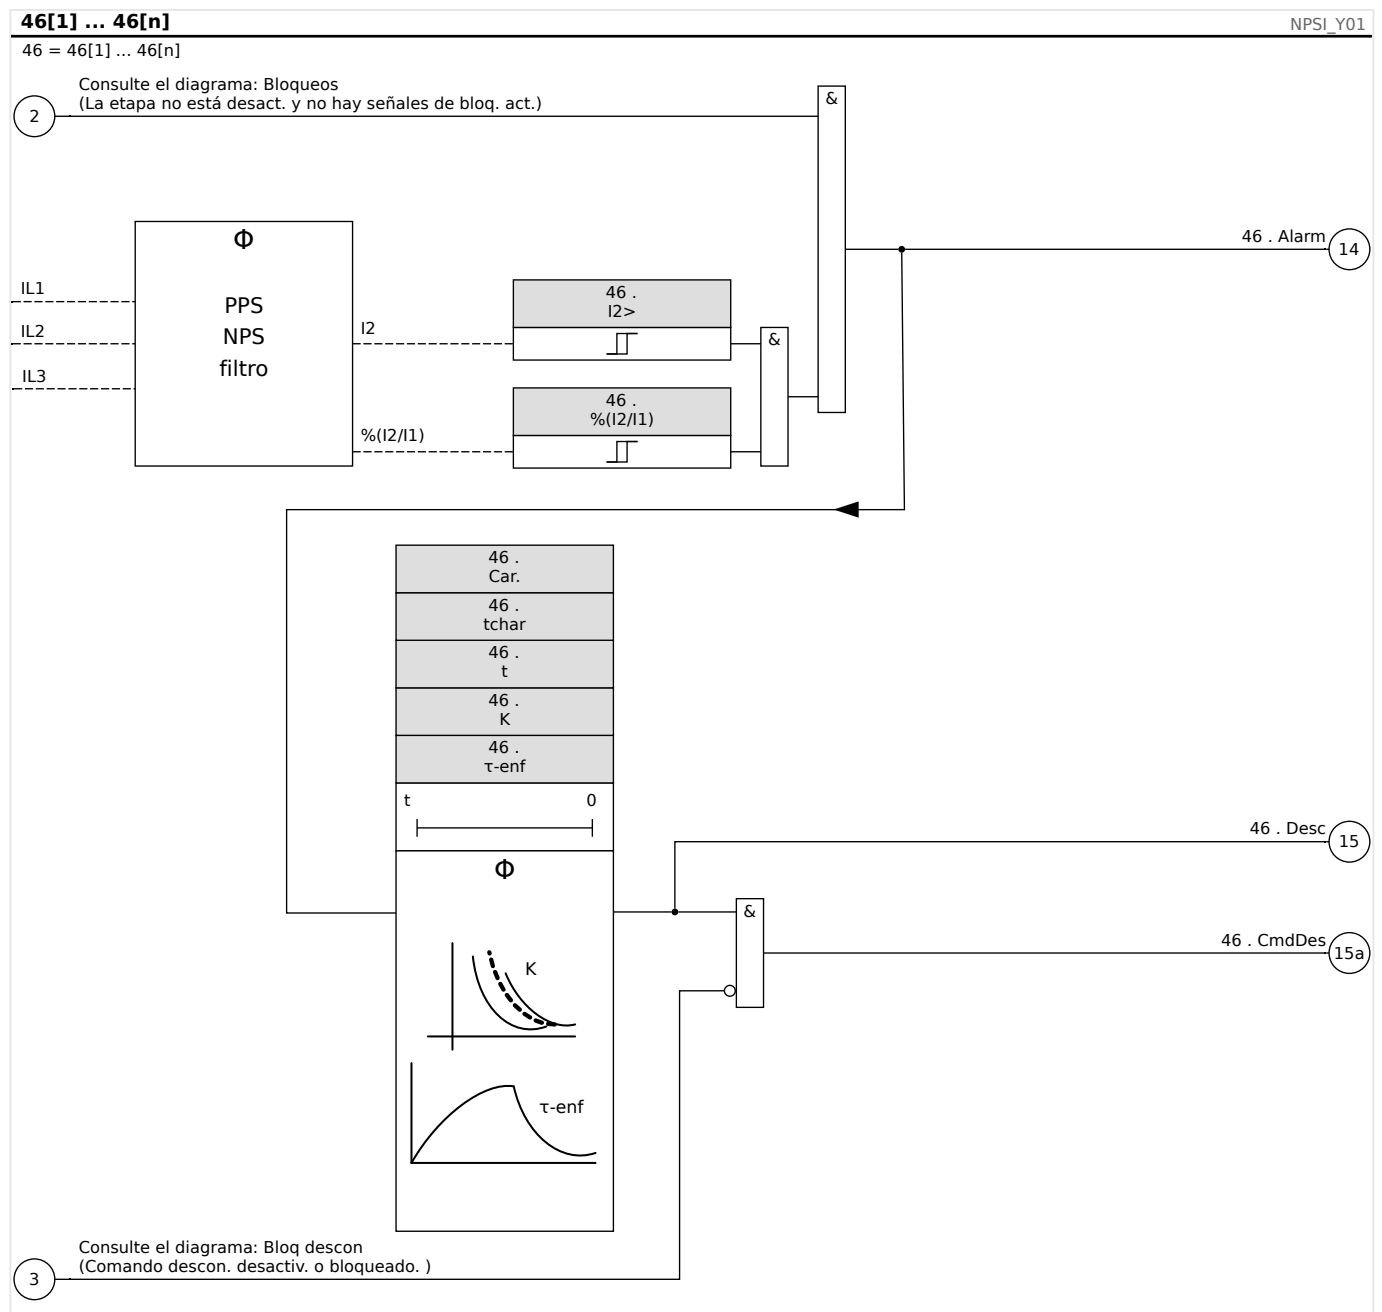 46[1] ... 46[n]
NPSI_Y01
46 = 46[1] ... 46[n]
Consulte el diagrama: Bloqueos
(La etapa no está desact. y no hay señales de bloq. act.)
2
&
46 . Alarm
14
Φ
PPS
NPS
filtro
IL1
IL2
IL3
I2
46 .
I2>
&
%(I2/I1)
46 .
%(I2/I1)
46 .
Car.
46 .
tchar
46 .
t
46 .
K
46 .
τ-enf
t
0
Φ
K
τ-enf
46 . Desc
15
&
46 . CmdDes
15a
Consulte el diagrama: Bloq descon
(Comando descon. desactiv. o bloqueado. )
3